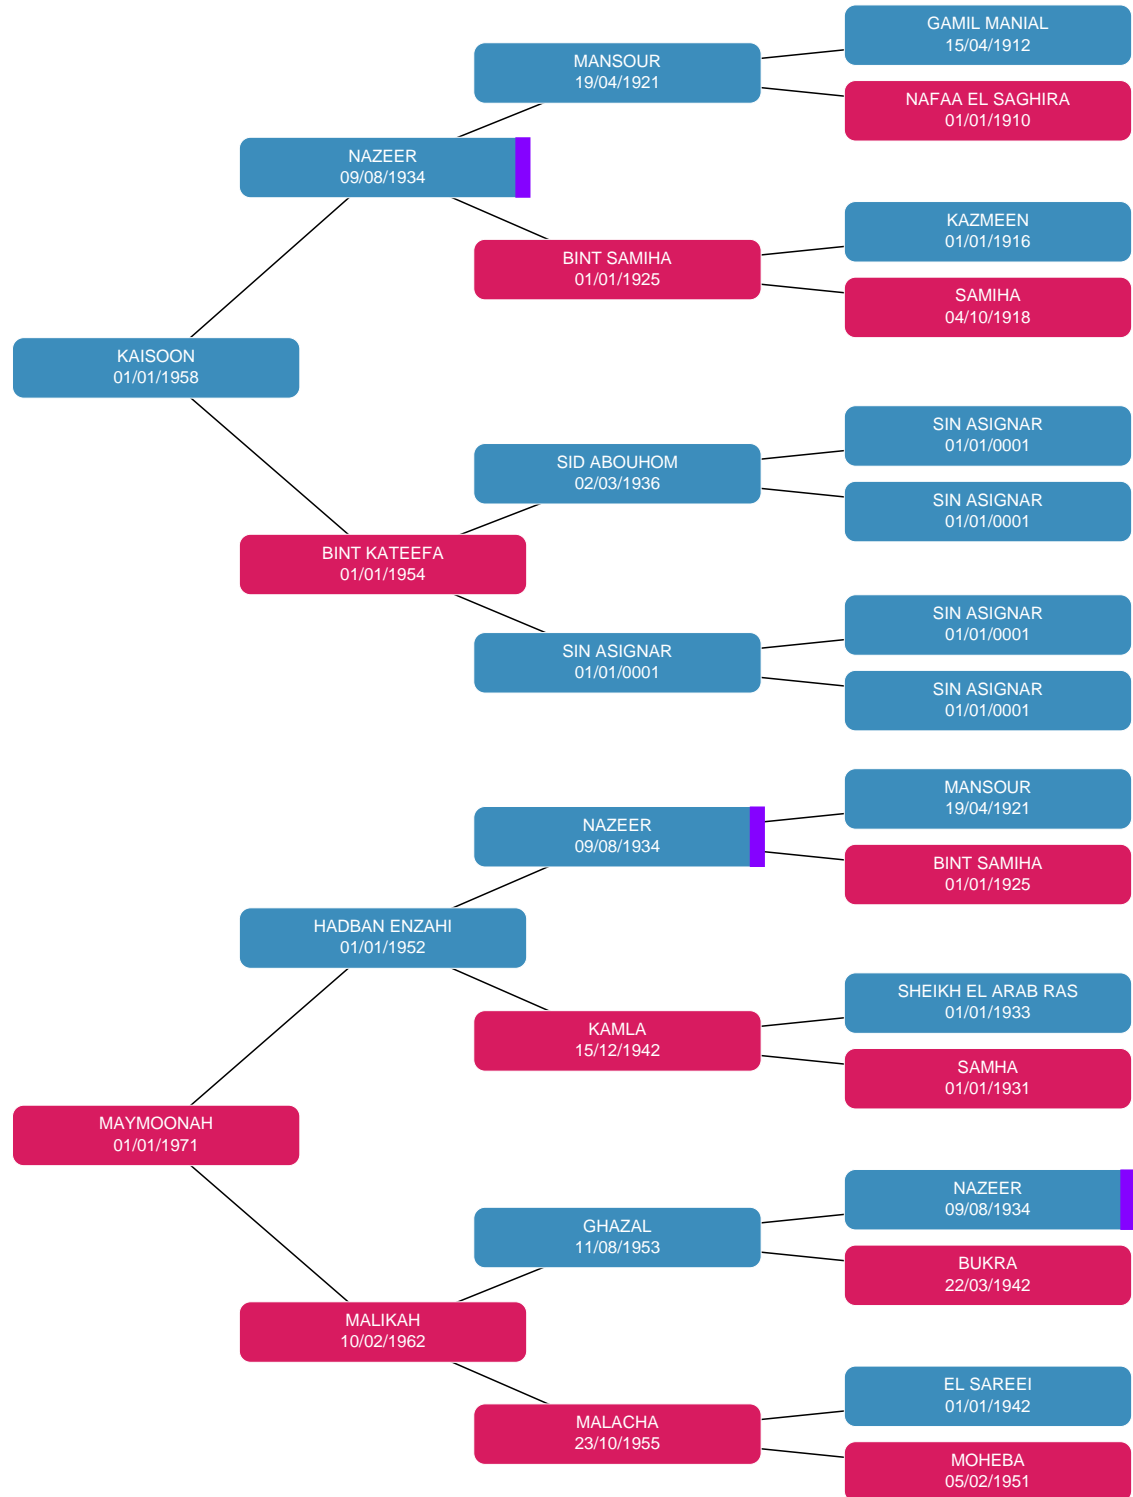 GAMIL MANIAL
15/04/1912
MANSOUR
19/04/1921
NAFAA EL SAGHIRA
01/01/1910
NAZEER
09/08/1934
KAZMEEN
01/01/1916
BINT SAMIHA
01/01/1925
SAMIHA
04/10/1918
KAISOON
01/01/1958
SIN ASIGNAR
01/01/0001
SID ABOUHOM
02/03/1936
SIN ASIGNAR
01/01/0001
BINT KATEEFA
01/01/1954
SIN ASIGNAR
01/01/0001
SIN ASIGNAR
01/01/0001
SIN ASIGNAR
01/01/0001
MANSOUR
19/04/1921
NAZEER
09/08/1934
BINT SAMIHA
01/01/1925
HADBAN ENZAHI
01/01/1952
SHEIKH EL ARAB RAS
01/01/1933
KAMLA
15/12/1942
SAMHA
01/01/1931
MAYMOONAH
01/01/1971
NAZEER
09/08/1934
GHAZAL
11/08/1953
BUKRA
22/03/1942
MALIKAH
10/02/1962
EL SAREEI
01/01/1942
MALACHA
23/10/1955
MOHEBA
05/02/1951